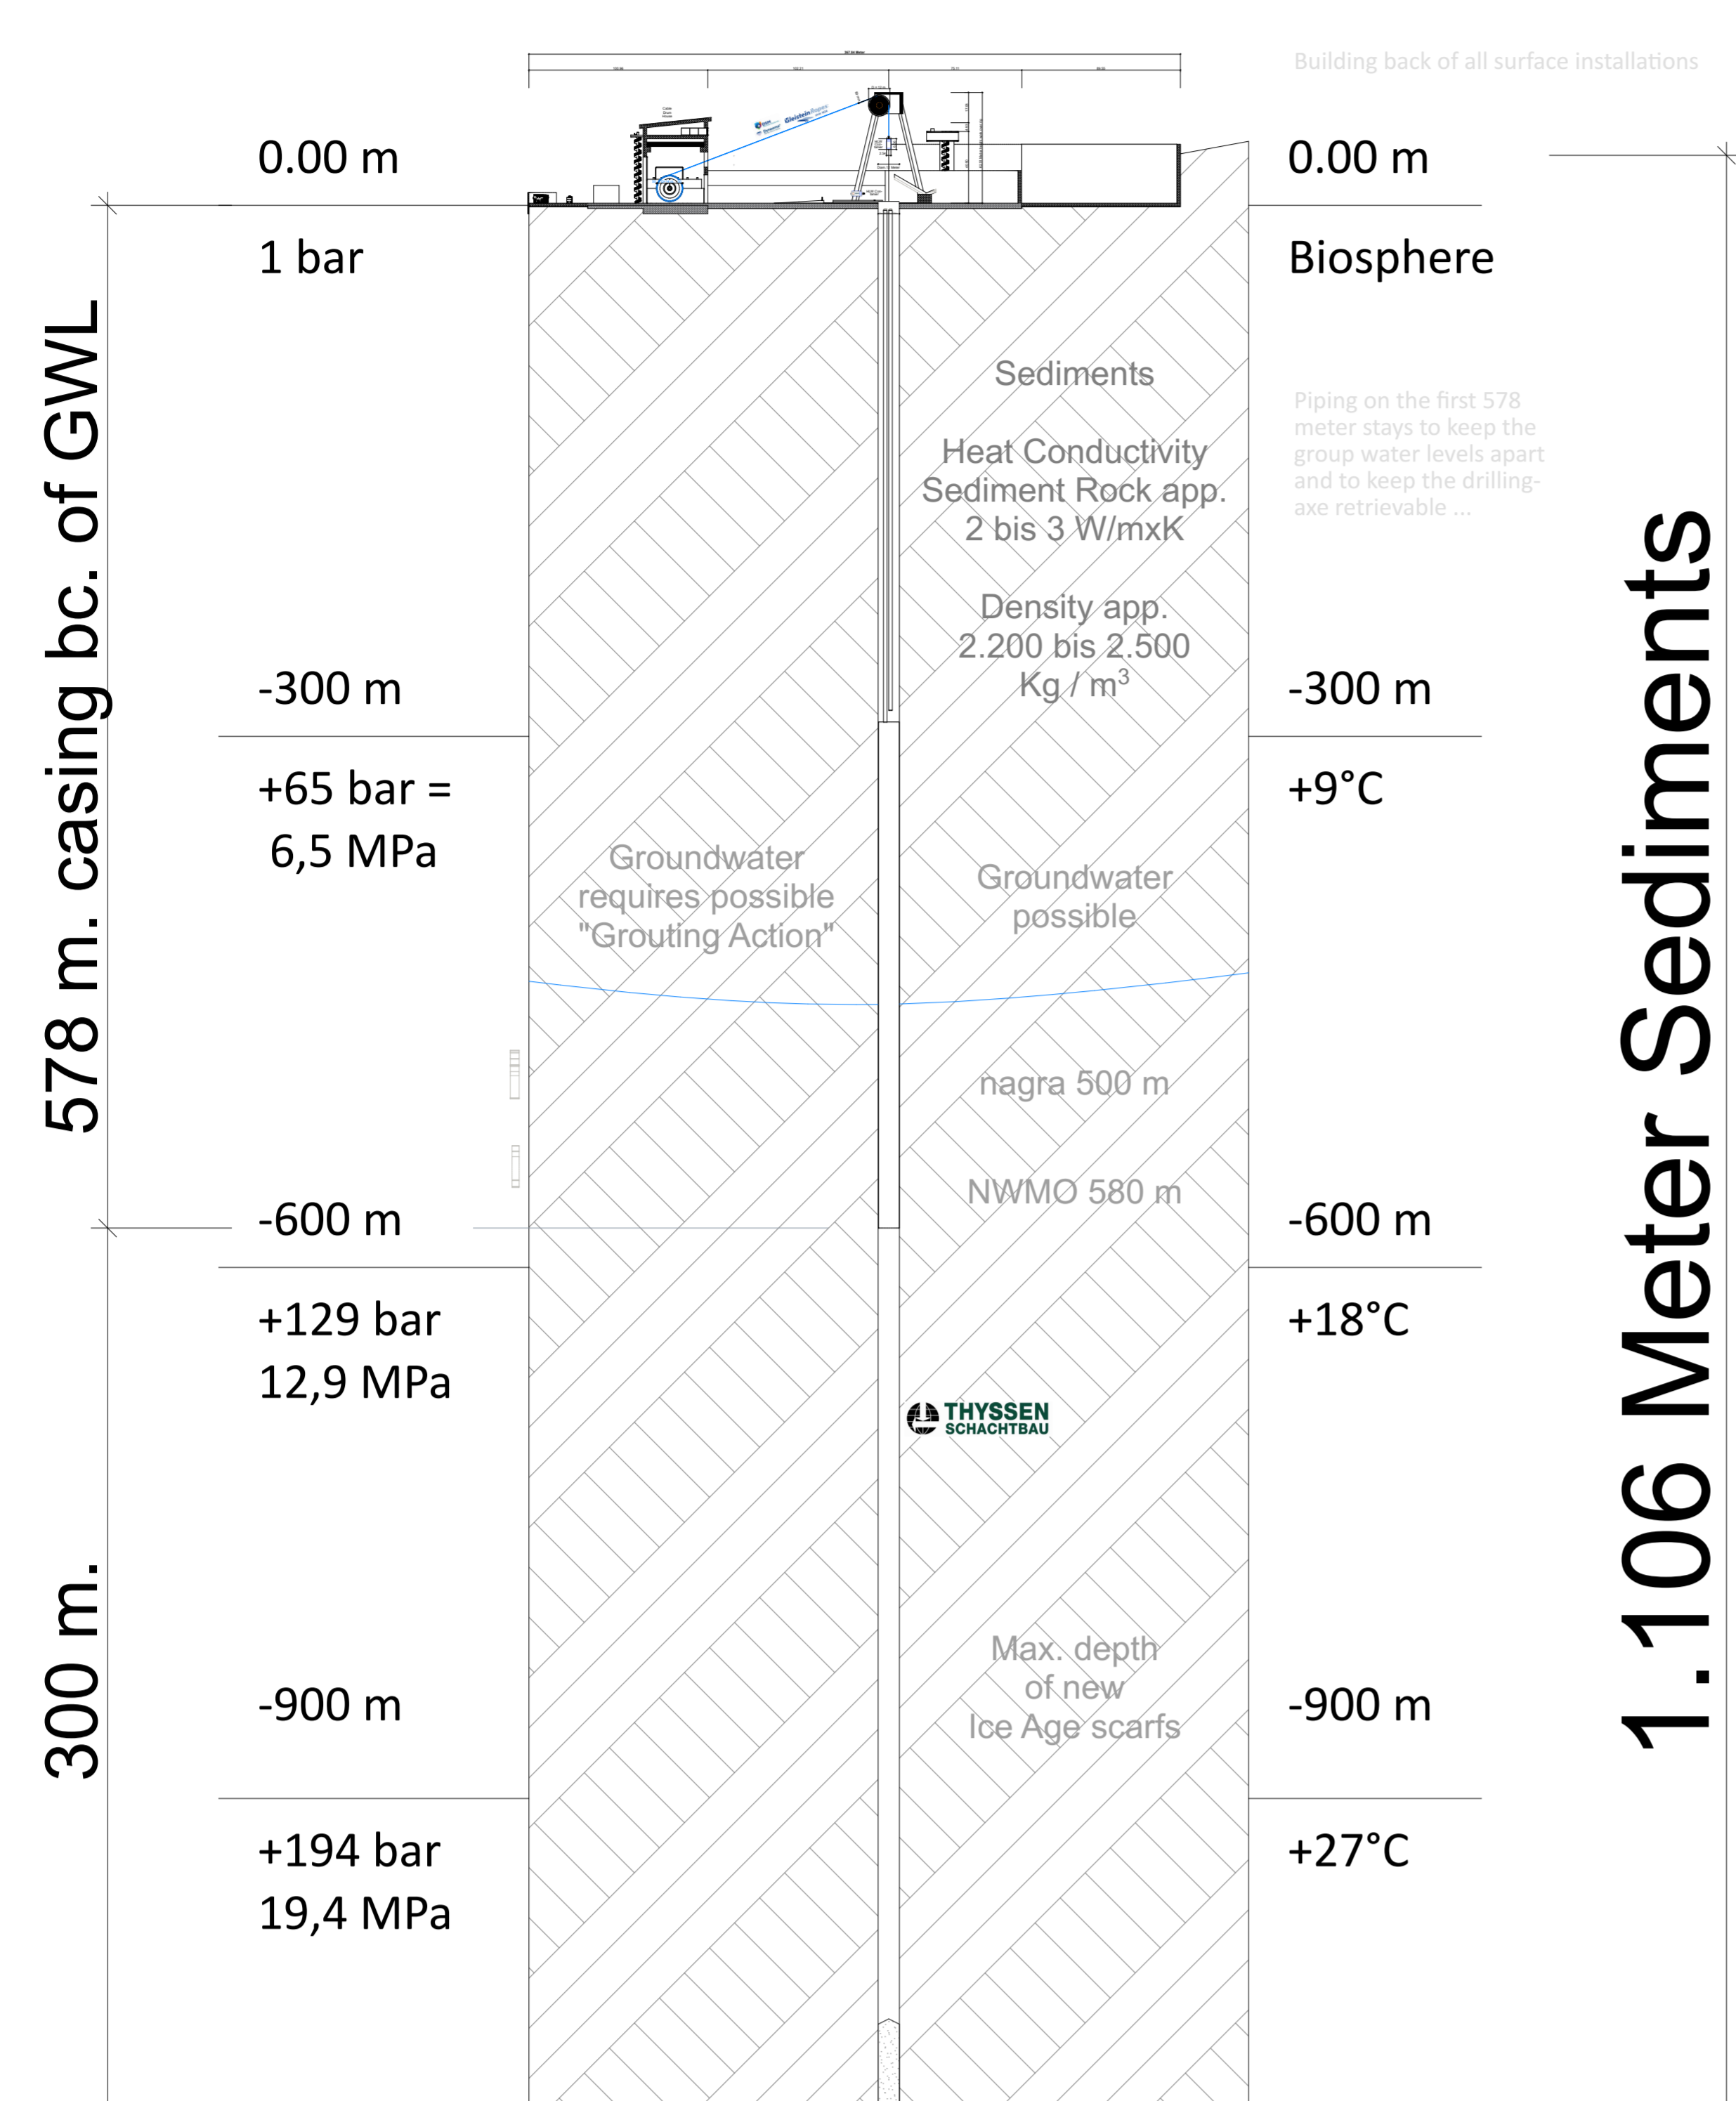 Building back of all surface installations
0.00 m
0.00 m
1 bar
Biosphere
578 m. casing bc. of GWL
Sediments
Heat Conductivity
Sediment Rock app.
2 bis 3 W/mxK
Density app.
2.200 bis 2.500
Kg / m³
Piping on the first 578
meter stays to keep the
group water levels apart
and to keep the drilling-
axe retrievable ...
1.106 Meter Sediments
-300 m
-300 m
+65 bar =
6,5 MPa
+9°C
Groundwater
requires possible
"Grouting Action"
Groundwater
possible
nagra 500 m
NWMO 580 m
-600 m
-600 m
+129 bar
12,9 MPa
+18°C
THYSSEN
SCHACHTBAU
300 m.
Max. depth
of new
Ice Age scarfs
-900 m
-900 m
+194 bar
19,4 MPa
+27°C